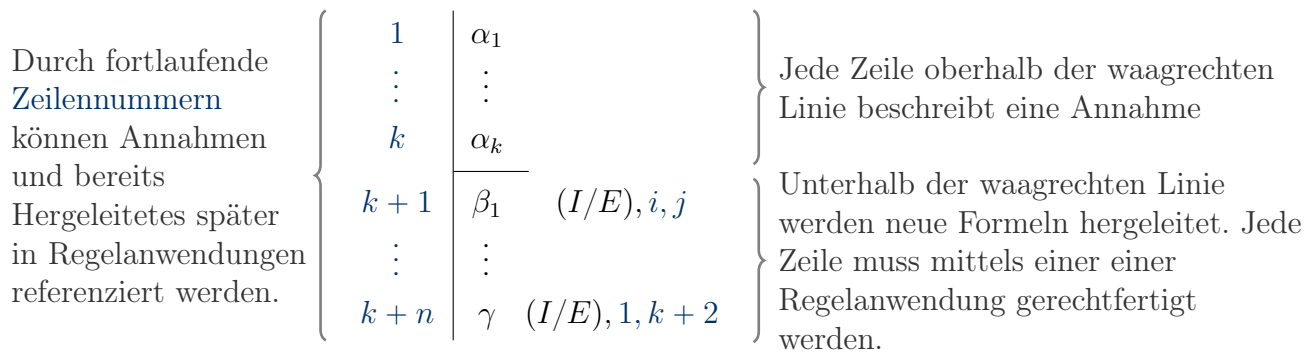 Durch fortlaufende
Zeilennummern
können Annahmen
und bereits
Hergeleitetes später
in Regelanwendungen
referenziert werden.
1 α₁
⋮ ⋮
k αₖ
k + 1 β₁ (I/E), i, j
⋮ ⋮
k + n γ (I/E), 1, k + 2
Jede Zeile oberhalb der waagrechten
Linie beschreibt eine Annahme
Unterhalb der waagrechten Linie
werden neue Formeln hergeleitet. Jede
Zeile muss mittels einer einer
Regelanwendung gerechtfertigt
werden.